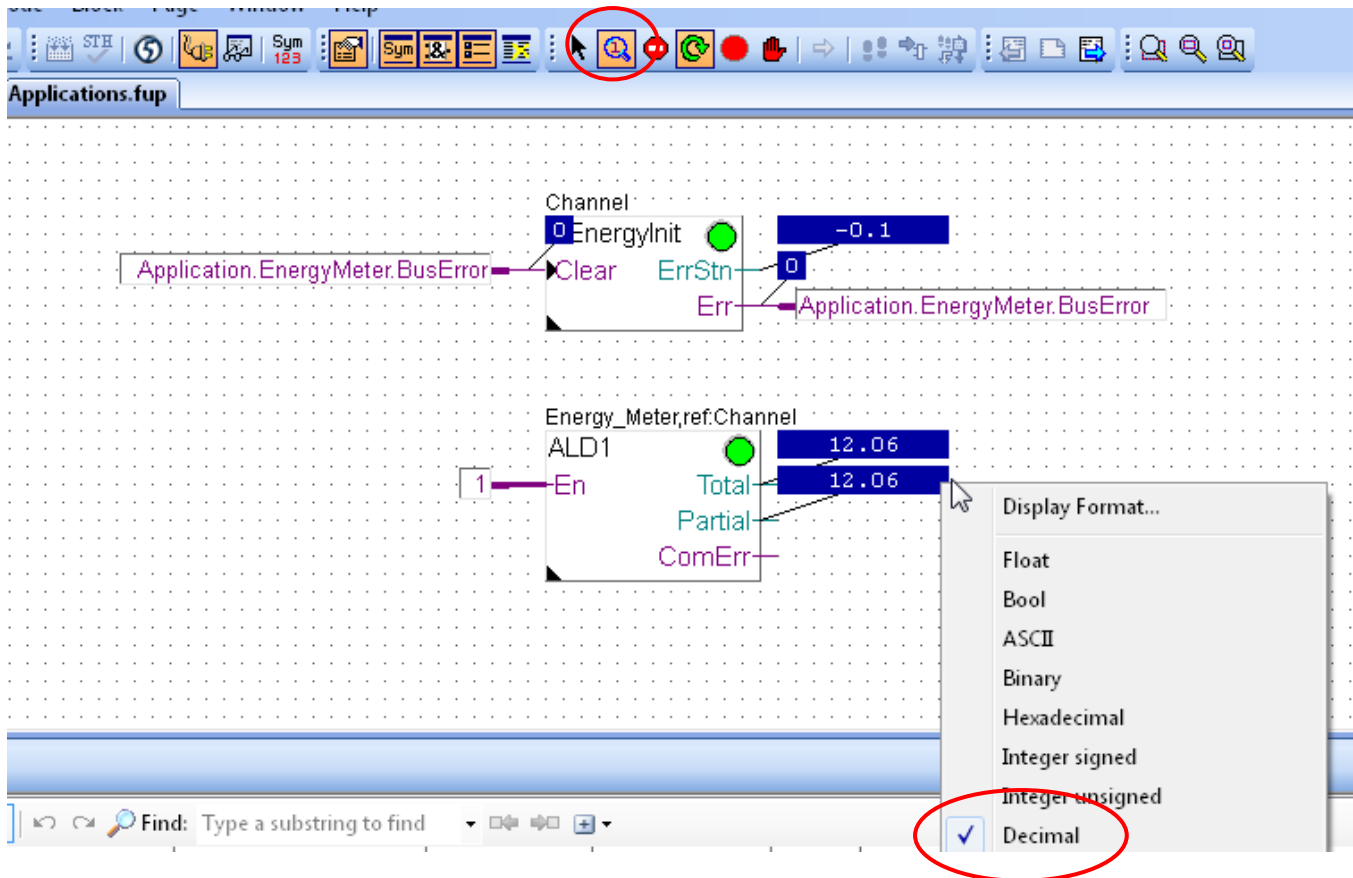 STH Sym 123 Sym
Applications.fup
Channel
0 EnergyInit -0.1
Application.EnergyMeter.BusError Clear ErrStn 0
Err Application.EnergyMeter.BusError
Energy_Meter,ref:Channel
ALD1 12.06
1 En Total 12.06
Partial
ComErr
Display Format...
Float
Bool
ASCII
Binary
Hexadecimal
Integer signed
Integer unsigned
Decimal
Find: Type a substring to find